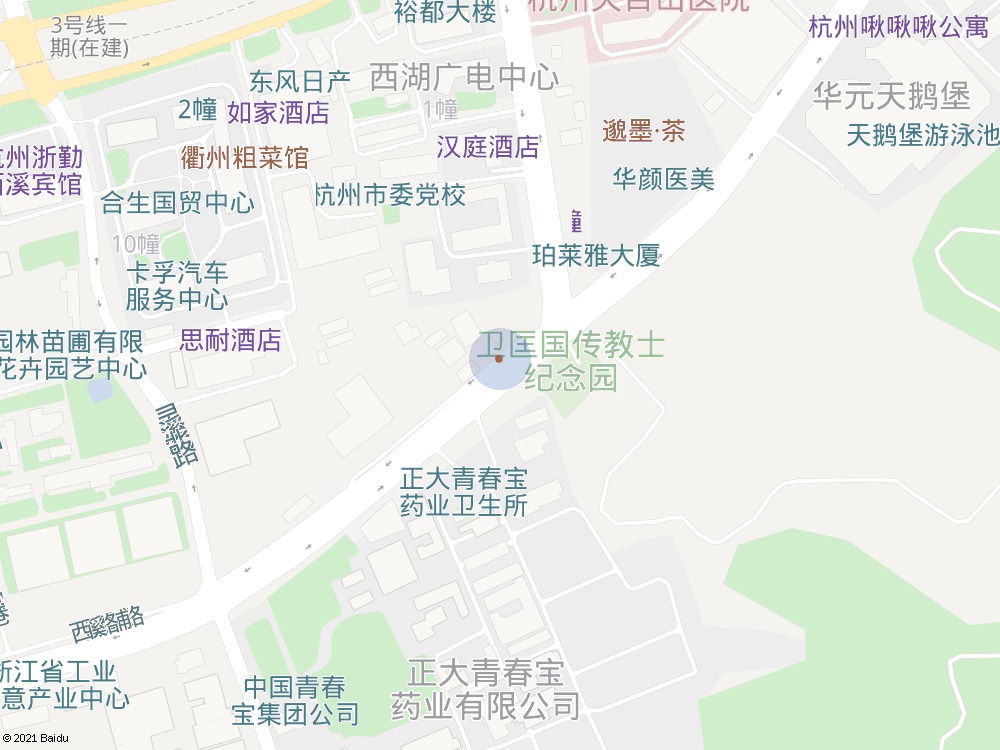 裕都大楼
杭州天目山医院
3号线一
期(在建)
杭州啾啾啾公寓
东风日产
西湖广电中心
华元天鹅堡
2幢
如家酒店
1幢
天鹅堡游泳池
邈墨·茶
汉庭酒店
杭州浙勤
西溪宾馆
衢州粗菜馆
华颜医美
杭州市委党校
合生国贸中心
幢
10幢
珀莱雅大厦
卡孚汽车
服务中心
园林苗圃有限
花卉园艺中心
思耐酒店
卫匡国传教士
纪念园
正大青春宝
药业卫生所
西溪辅路
浙江省工业
意产业中心
中国青春
宝集团公司
正大青春宝
药业有限公司
© 2021 Baidu